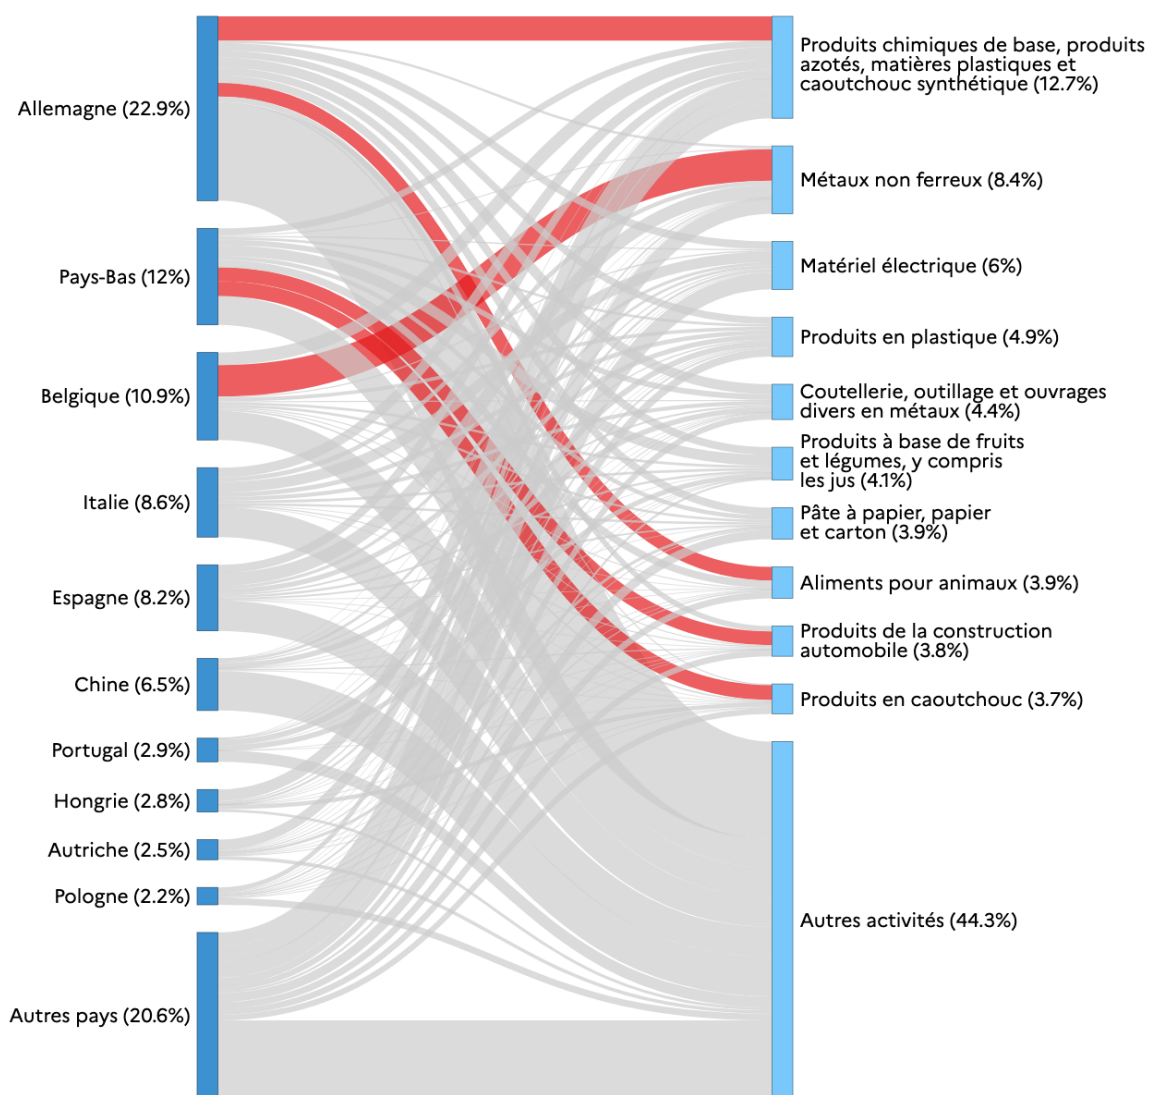 Allemagne (22.9%)
Pays-Bas (12%)
Belgique (10.9%)
Italie (8.6%)
Espagne (8.2%)
Chine (6.5%)
Portugal (2.9%)
Hongrie (2.8%)
Autriche (2.5%)
Pologne (2.2%)
Autres pays (20.6%)
Produits chimiques de base, produits
azotés, matières plastiques et
caoutchouc synthétique (12.7%)
Métaux non ferreux (8.4%)
Matériel électrique (6%)
Produits en plastique (4.9%)
Coutellerie, outillage et ouvrages
divers en métaux (4.4%)
Produits à base de fruits
et légumes, y compris
les jus (4.1%)
Pâte à papier, papier
et carton (3.9%)
Aliments pour animaux (3.9%)
Produits de la construction
automobile (3.8%)
Produits en caoutchouc (3.7%)
Autres activités (44.3%)